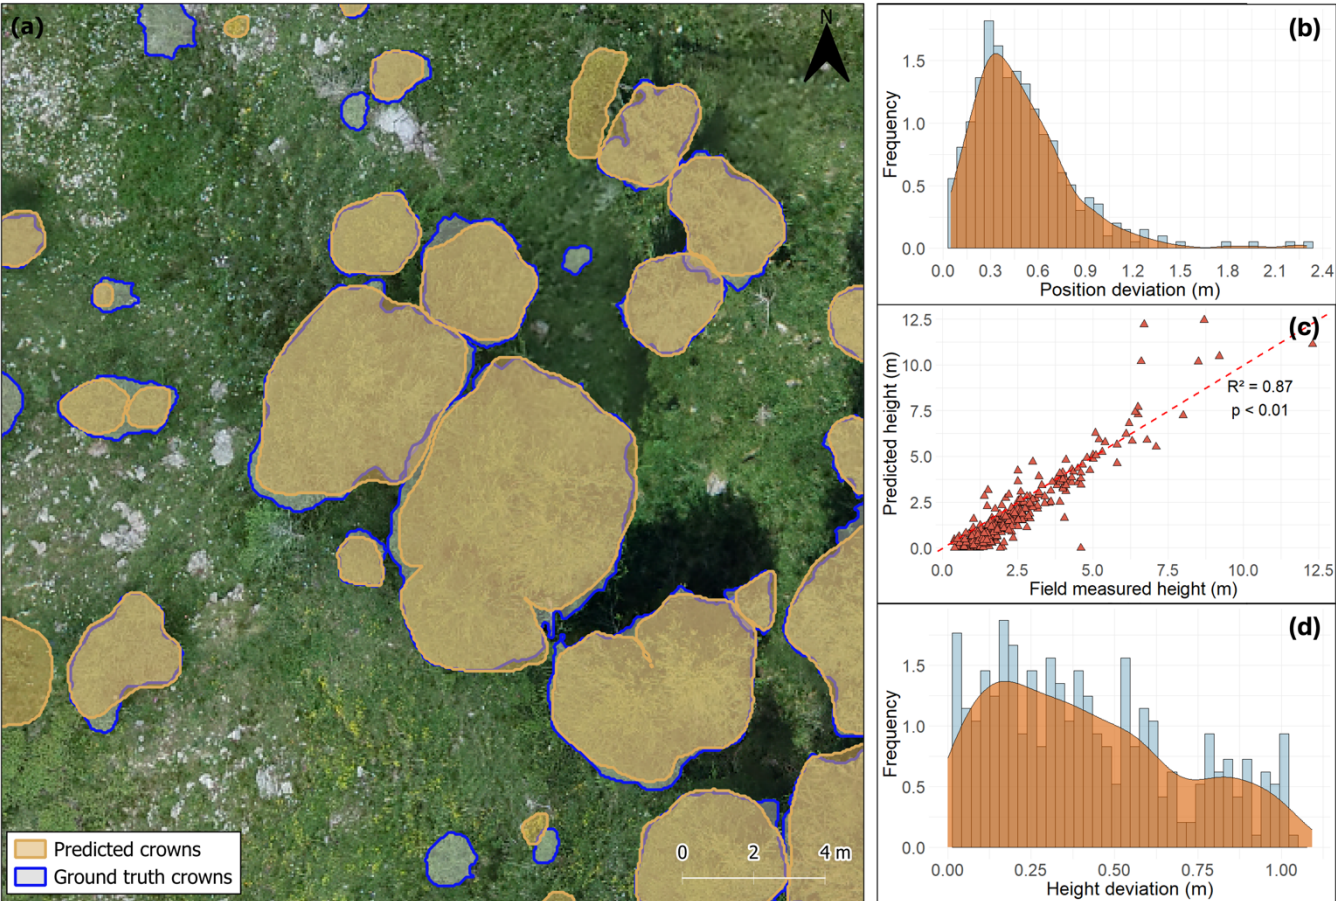 (a)
N
Predicted crowns
Ground truth crowns
0 2 4 m
(b)
Frequency
1.5
1.0
0.5
0.0
0.0 0.3 0.6 0.9 1.2 1.5 1.8 2.1 2.4
Position deviation (m)
(c)
Predicted height (m)
12.5
10.0
7.5
5.0
2.5
0.0
R² = 0.87
p < 0.01
0.0 2.5 5.0 7.5 10.0 12.5
Field measured height (m)
(d)
Frequency
1.5
1.0
0.5
0.0
0.00 0.25 0.50 0.75 1.00
Height deviation (m)